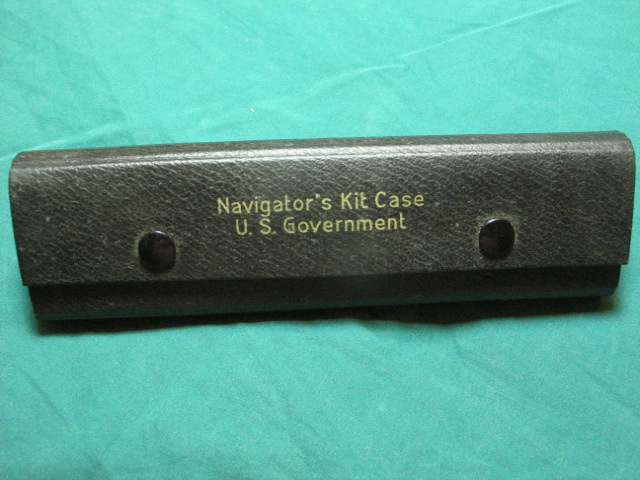 Navigator's Kit Case
U. S. Government